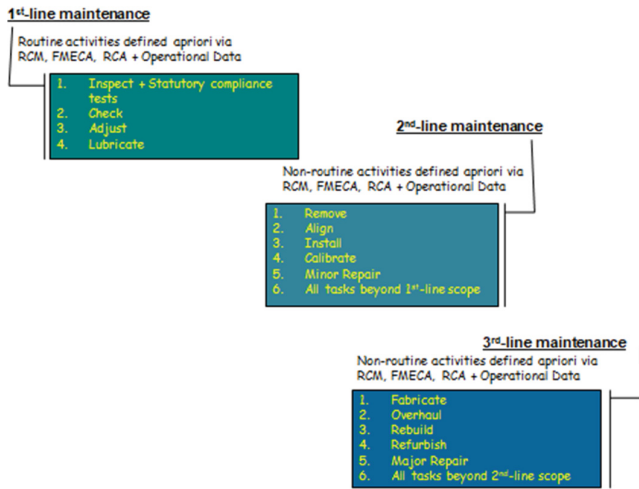 1st-line maintenance
Routine activities defined apriori via
RCM, FMECA, RCA + Operational Data
1. Inspect + Statutory compliance
tests
2. Check
3. Adjust
4. Lubricate
2nd-line maintenance
Non-routine activities defined apriori via
RCM, FMECA, RCA + Operational Data
1. Remove
2. Align
3. Install
4. Calibrate
5. Minor Repair
6. All tasks beyond 1st-line scope
3rd-line maintenance
Non-routine activities defined apriori via
RCM, FMECA, RCA + Operational Data
1. Fabricate
2. Overhaul
3. Rebuild
4. Refurbish
5. Major Repair
6. All tasks beyond 2nd-line scope